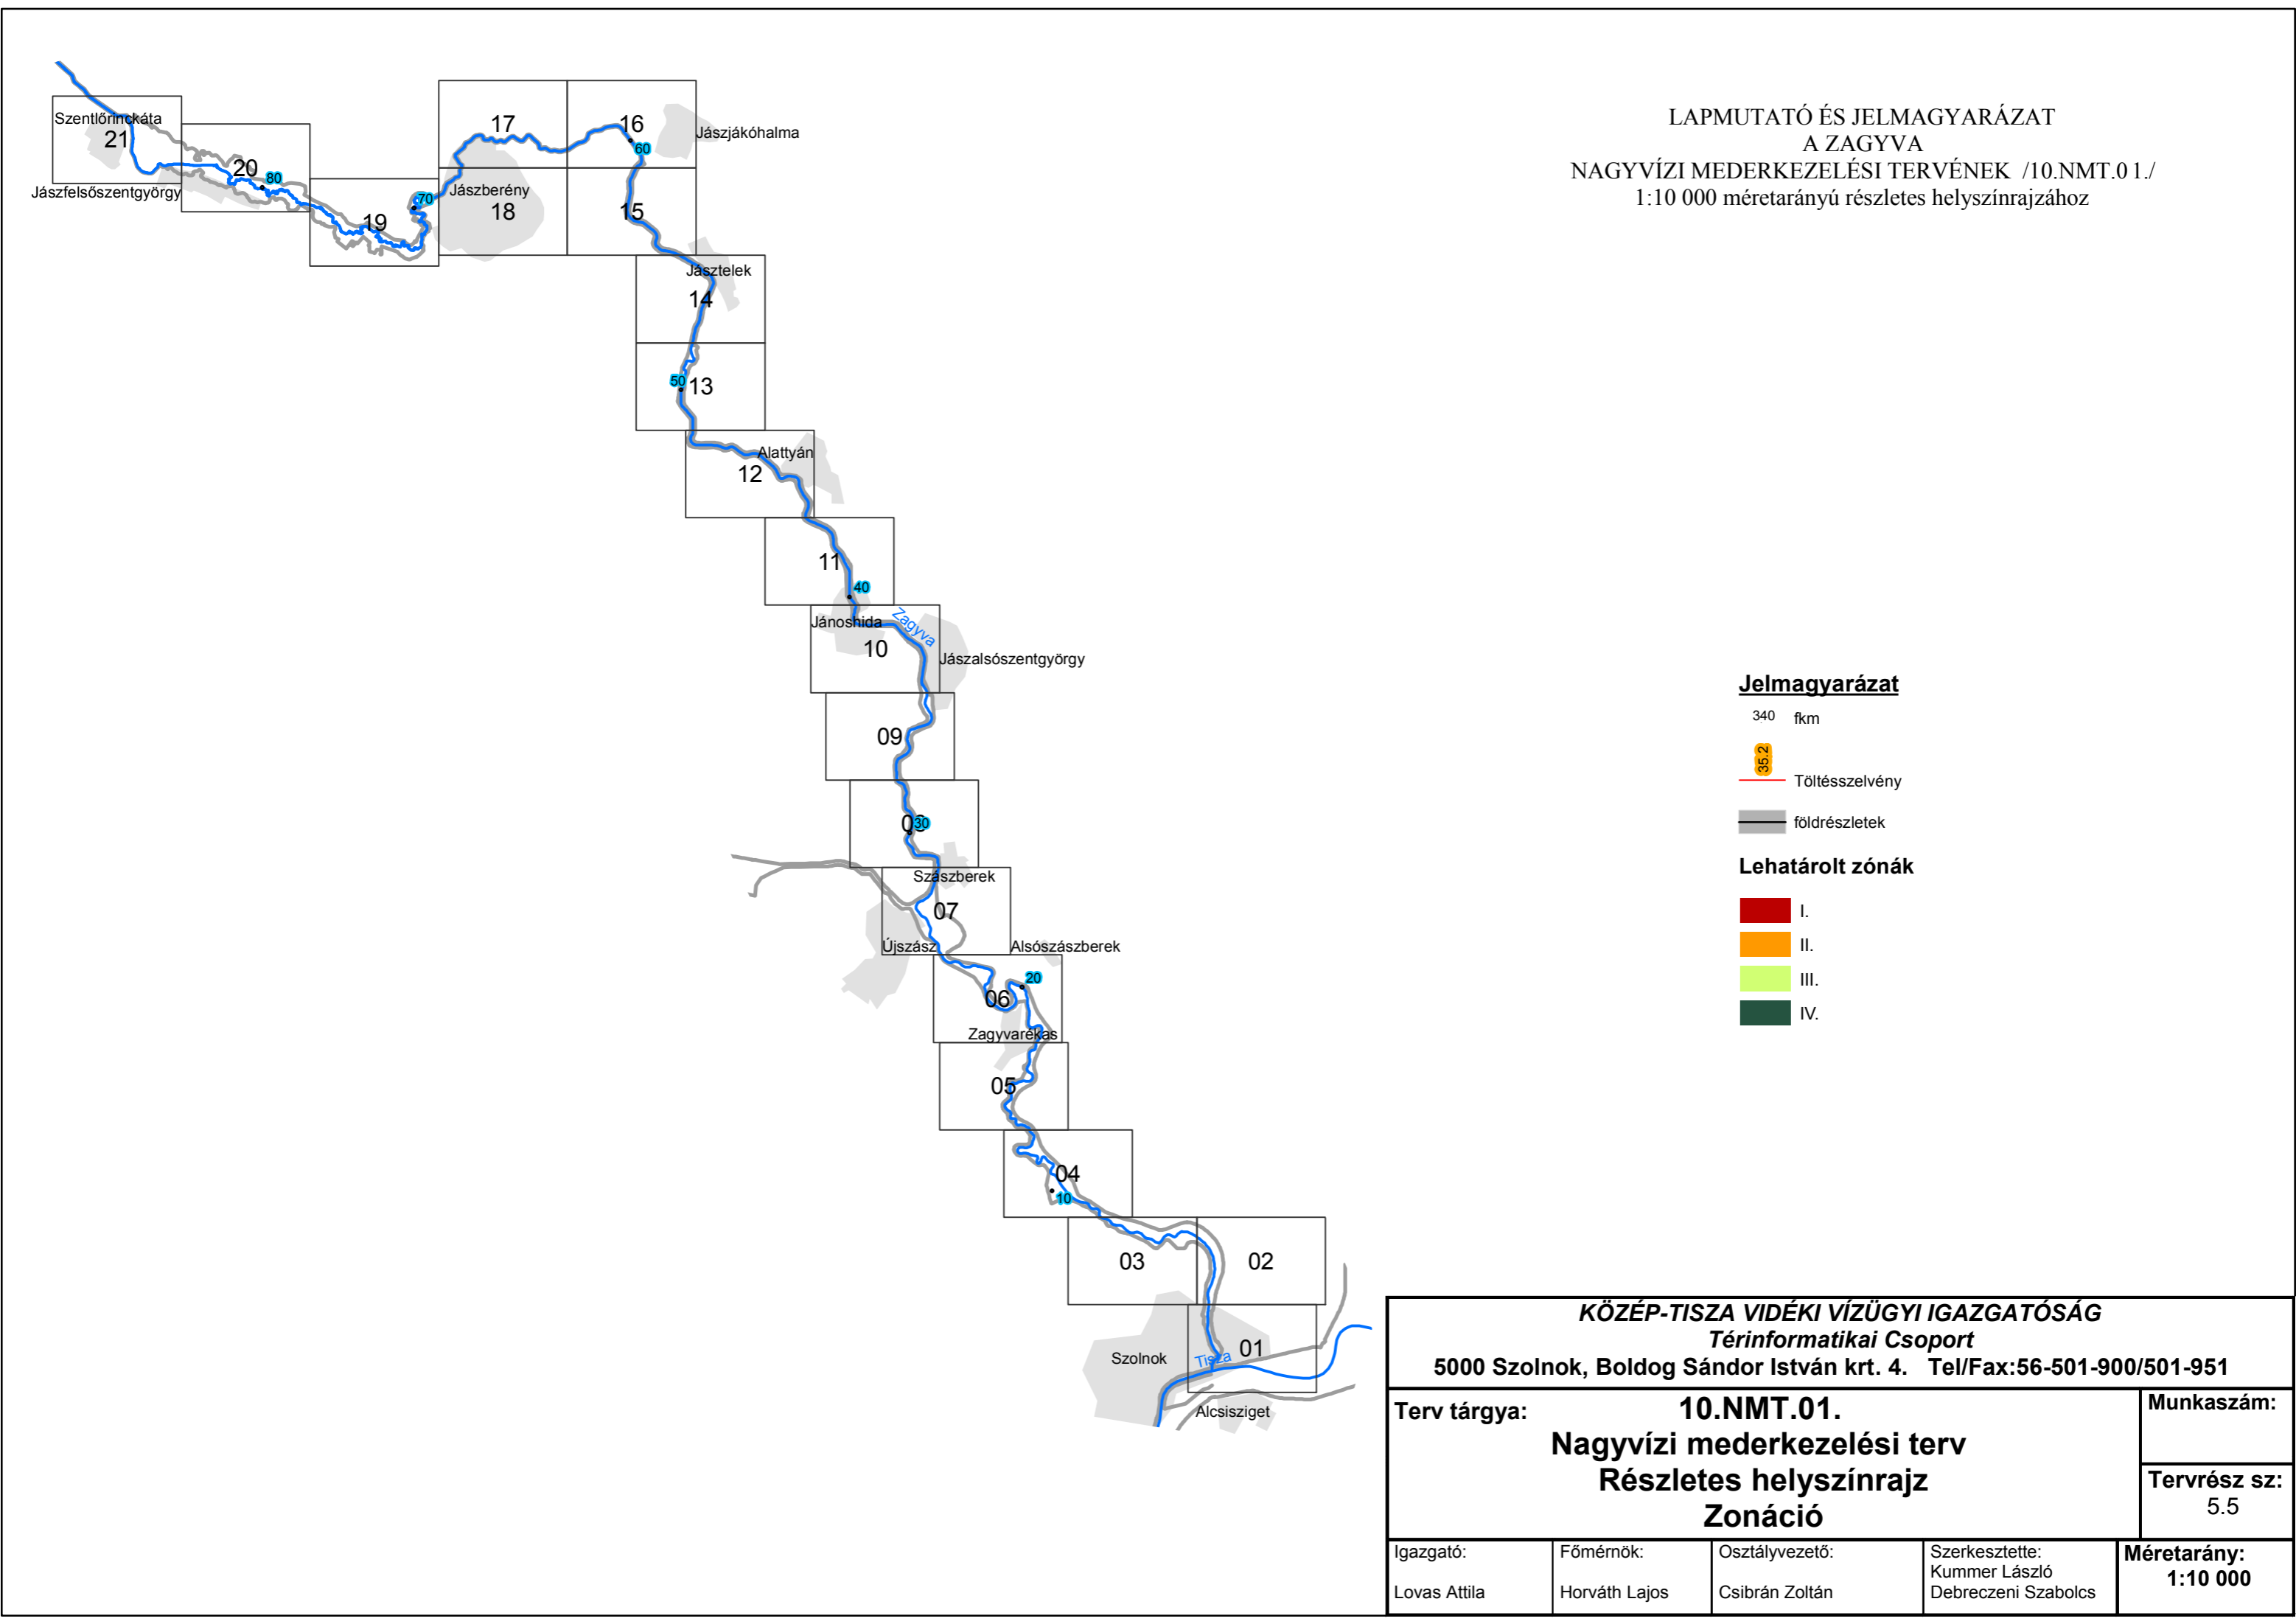 LAPMUTATÓ ÉS JELMAGYARÁZAT
A ZAGYVA
NAGYVÍZI MEDERKEZELÉSI TERVÉNEK /10.NMT.01./
1:10 000 méretarányú részletes helyszínrajzához
Szentlőrinckáta
21
20
80
Jászfelsőszentgyörgy
19
70
17
16
60
Jászjákóhalma
Jászberény
18
15
Jásztelek
14
50
13
Alattyán
12
11
40
Jánoshida
Zagyva
10
Jászalsószentgyörgy
09
08
30
Szászberek
07
Újszász
Alsószászberek
20
06
Zagyvarékas
05
04
10
03
02
01
Szolnok
Tisza
Alcsisziget
Jelmagyarázat
340 fkm
35.2
Töltésszelvény
földrészletek
Lehatárolt zónák
I.
II.
III.
IV.
KÖZÉP-TISZA VIDÉKI VÍZÜGYI IGAZGATÓSÁG
Térinformatikai Csoport
5000 Szolnok, Boldog Sándor István krt. 4. Tel/Fax:56-501-900/501-951
Terv tárgya:
10.NMT.01.
Nagyvízi mederkezelési terv
Részletes helyszínrajz
Zonáció
Munkaszám:
Tervrész sz:
5.5
Igazgató:
Lovas Attila
Főmérnök:
Horváth Lajos
Osztályvezető:
Csibrán Zoltán
Szerkesztette:
Kummer László
Debreczeni Szabolcs
Méretarány:
1:10 000